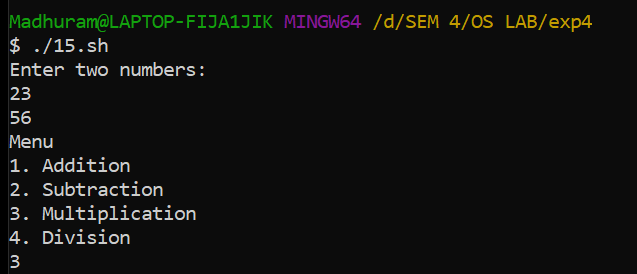 Madhuram@LAPTOP-FIJA1JIK MINGW64 /d/SEM 4/OS LAB/exp4
$ ./15.sh
Enter two numbers:
23
56
Menu
1. Addition
2. Subtraction
3. Multiplication
4. Division
3